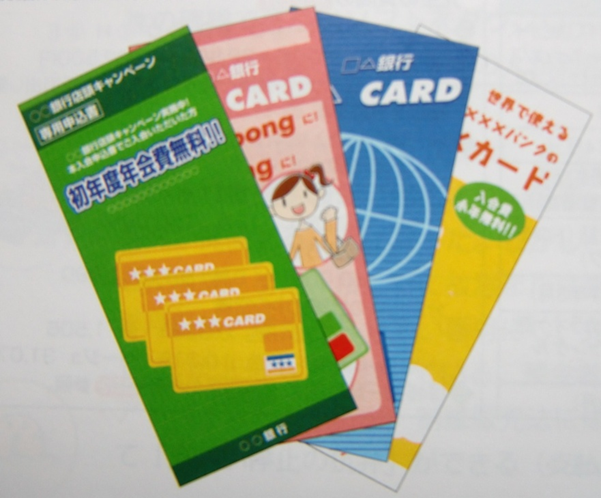 ○○銀行店頭キャンペーン
専用申込書
○○銀行店頭キャンペーン実施中!
本入会申込書でご入会いただいた方
初年度年会費無料!!
○○○○○○○○○○○○
★★★CARD
★★★CARD
★★★CARD
★★★
○○銀行
△銀行
CARD
pong に!
ng に!
□△銀行
CARD
世界で使える
×××バンクの
×カード
入会費
&
無料!!